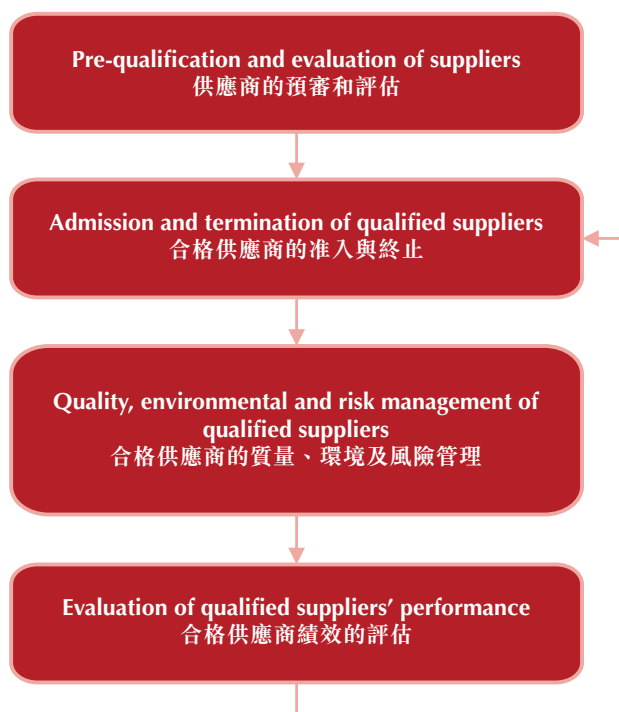 Pre-qualification and evaluation of suppliers
供應商的預審和評估
Admission and termination of qualified suppliers
合格供應商的准入與終止
Quality, environmental and risk management of
qualified suppliers
合格供應商的質量、環境及風險管理
Evaluation of qualified suppliers’ performance
合格供應商績效的評估